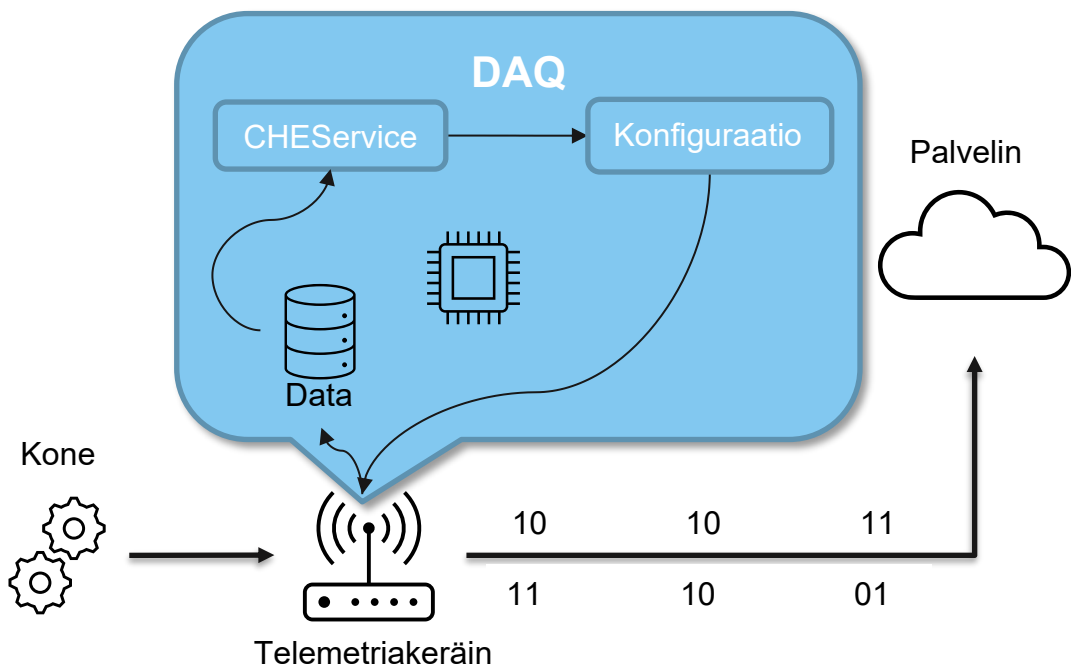 DAQ
CHEService
Konfiguraatio
Palvelin
Data
Kone
10 10 11
11 10 01
Telemetriakeräin